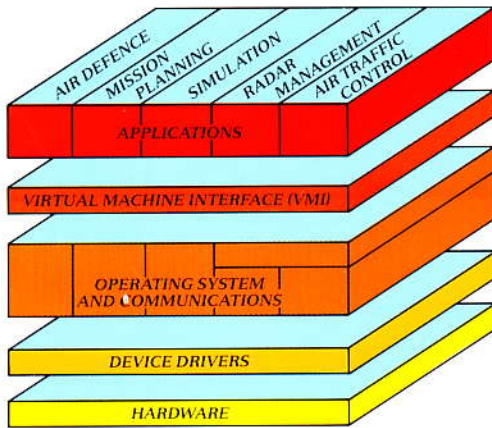 AIR DEFENCE
MISSION
PLANNING
SIMULATION
RADAR
MANAGEMENT
AIR TRAFFIC
CONTROL
APPLICATIONS
VIRTUAL MACHINE INTERFACE (VMI)
OPERATING SYSTEM
AND COMMUNICATIONS
DEVICE DRIVERS
HARDWARE